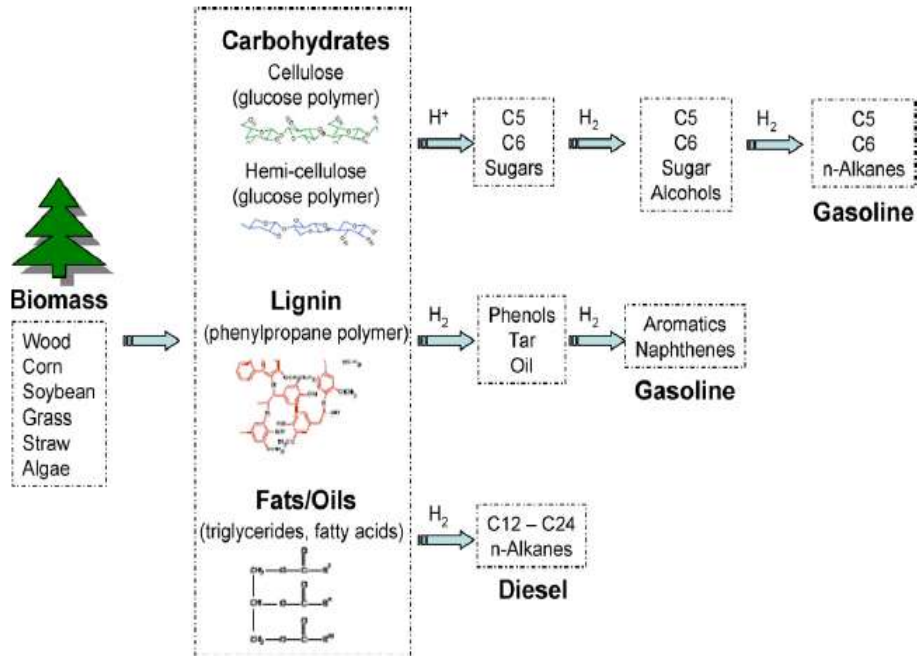 Biomass
Wood
Corn
Soybean
Grass
Straw
Algae
Carbohydrates
Cellulose
(glucose polymer)
Hemi-cellulose
(glucose polymer)
H⁺
C5
C6
Sugars
H₂
C5
C6
Sugar
Alcohols
H₂
C5
C6
n-Alkanes
Gasoline
Lignin
(phenylpropane polymer)
H₂
Phenols
Tar
Oil
H₂
Aromatics
Naphthenes
Gasoline
Fats/Oils
(triglycerides, fatty acids)
H₂
C12 – C24
n-Alkanes
Diesel